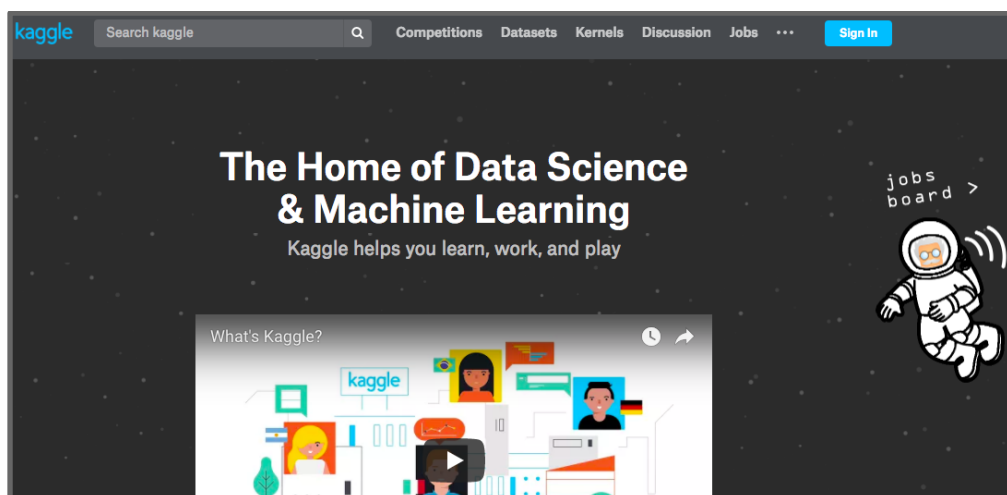 kaggle Search kaggle Competitions Datasets Kernels Discussion Jobs ••• Sign In
The Home of Data Science
& Machine Learning
Kaggle helps you learn, work, and play
jobs
board >
What's Kaggle?
kaggle